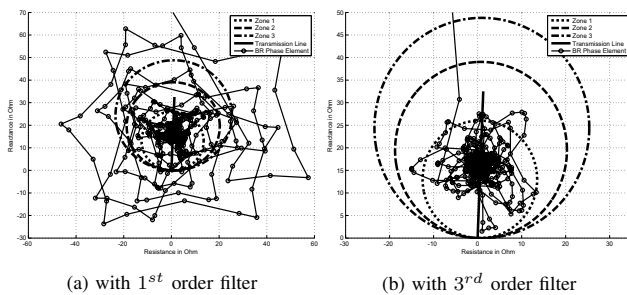 70
60
50
40
30
20
10
0
-10
-20
-30
-60
-40
-20
0
20
40
60
Reactance in Ohm
Resistance in Ohm
Zone 1
Zone 2
Zone 3
Transmission Line
BR Phase Element
(a) with 1st order filter
50
45
40
35
30
25
20
15
10
5
0
-30
-20
-10
0
10
20
30
Reactance in Ohm
Resistance in Ohm
Zone 1
Zone 2
Zone 3
Transmission Line
BR Phase Element
(b) with 3rd order filter